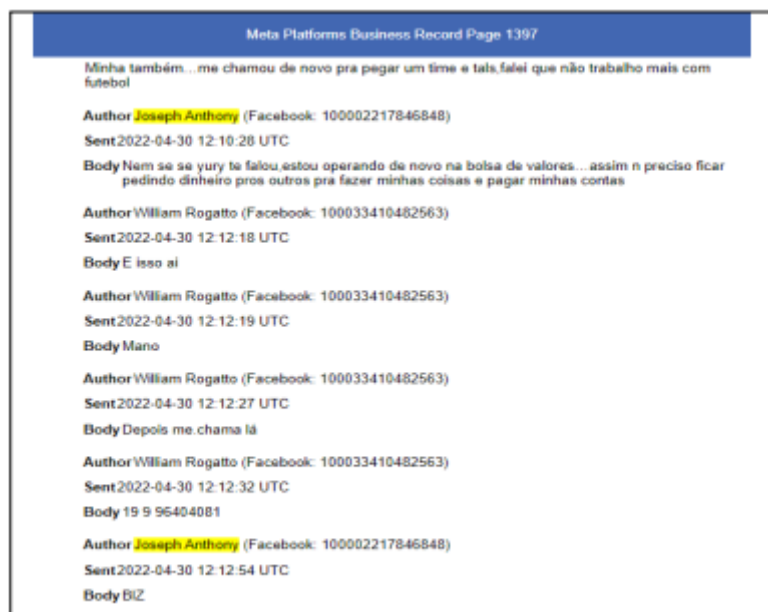 Meta Platforms Business Record Page 1397
Minha também...me chamou de novo pra pegar um time e tals,falei que não trabalho mais com
futebol
Author Joseph Anthony (Facebook: 100002217846848)
Sent 2022-04-30 12:10:28 UTC
Body Nem se se yury te falou,estou operando de novo na bolsa de valores...assim n preciso ficar
pedindo dinheiro pros outros pra fazer minhas coisas e pagar minhas contas
Author William Rogatto (Facebook: 100033410482563)
Sent 2022-04-30 12:12:18 UTC
Body E isso ai
Author William Rogatto (Facebook: 100033410482563)
Sent 2022-04-30 12:12:19 UTC
Body Mano
Author William Rogatto (Facebook: 100033410482563)
Sent 2022-04-30 12:12:27 UTC
Body Depois me.chama lá
Author William Rogatto (Facebook: 100033410482563)
Sent 2022-04-30 12:12:32 UTC
Body 19 9 96404081
Author Joseph Anthony (Facebook: 100002217846848)
Sent 2022-04-30 12:12:54 UTC
Body BIZ